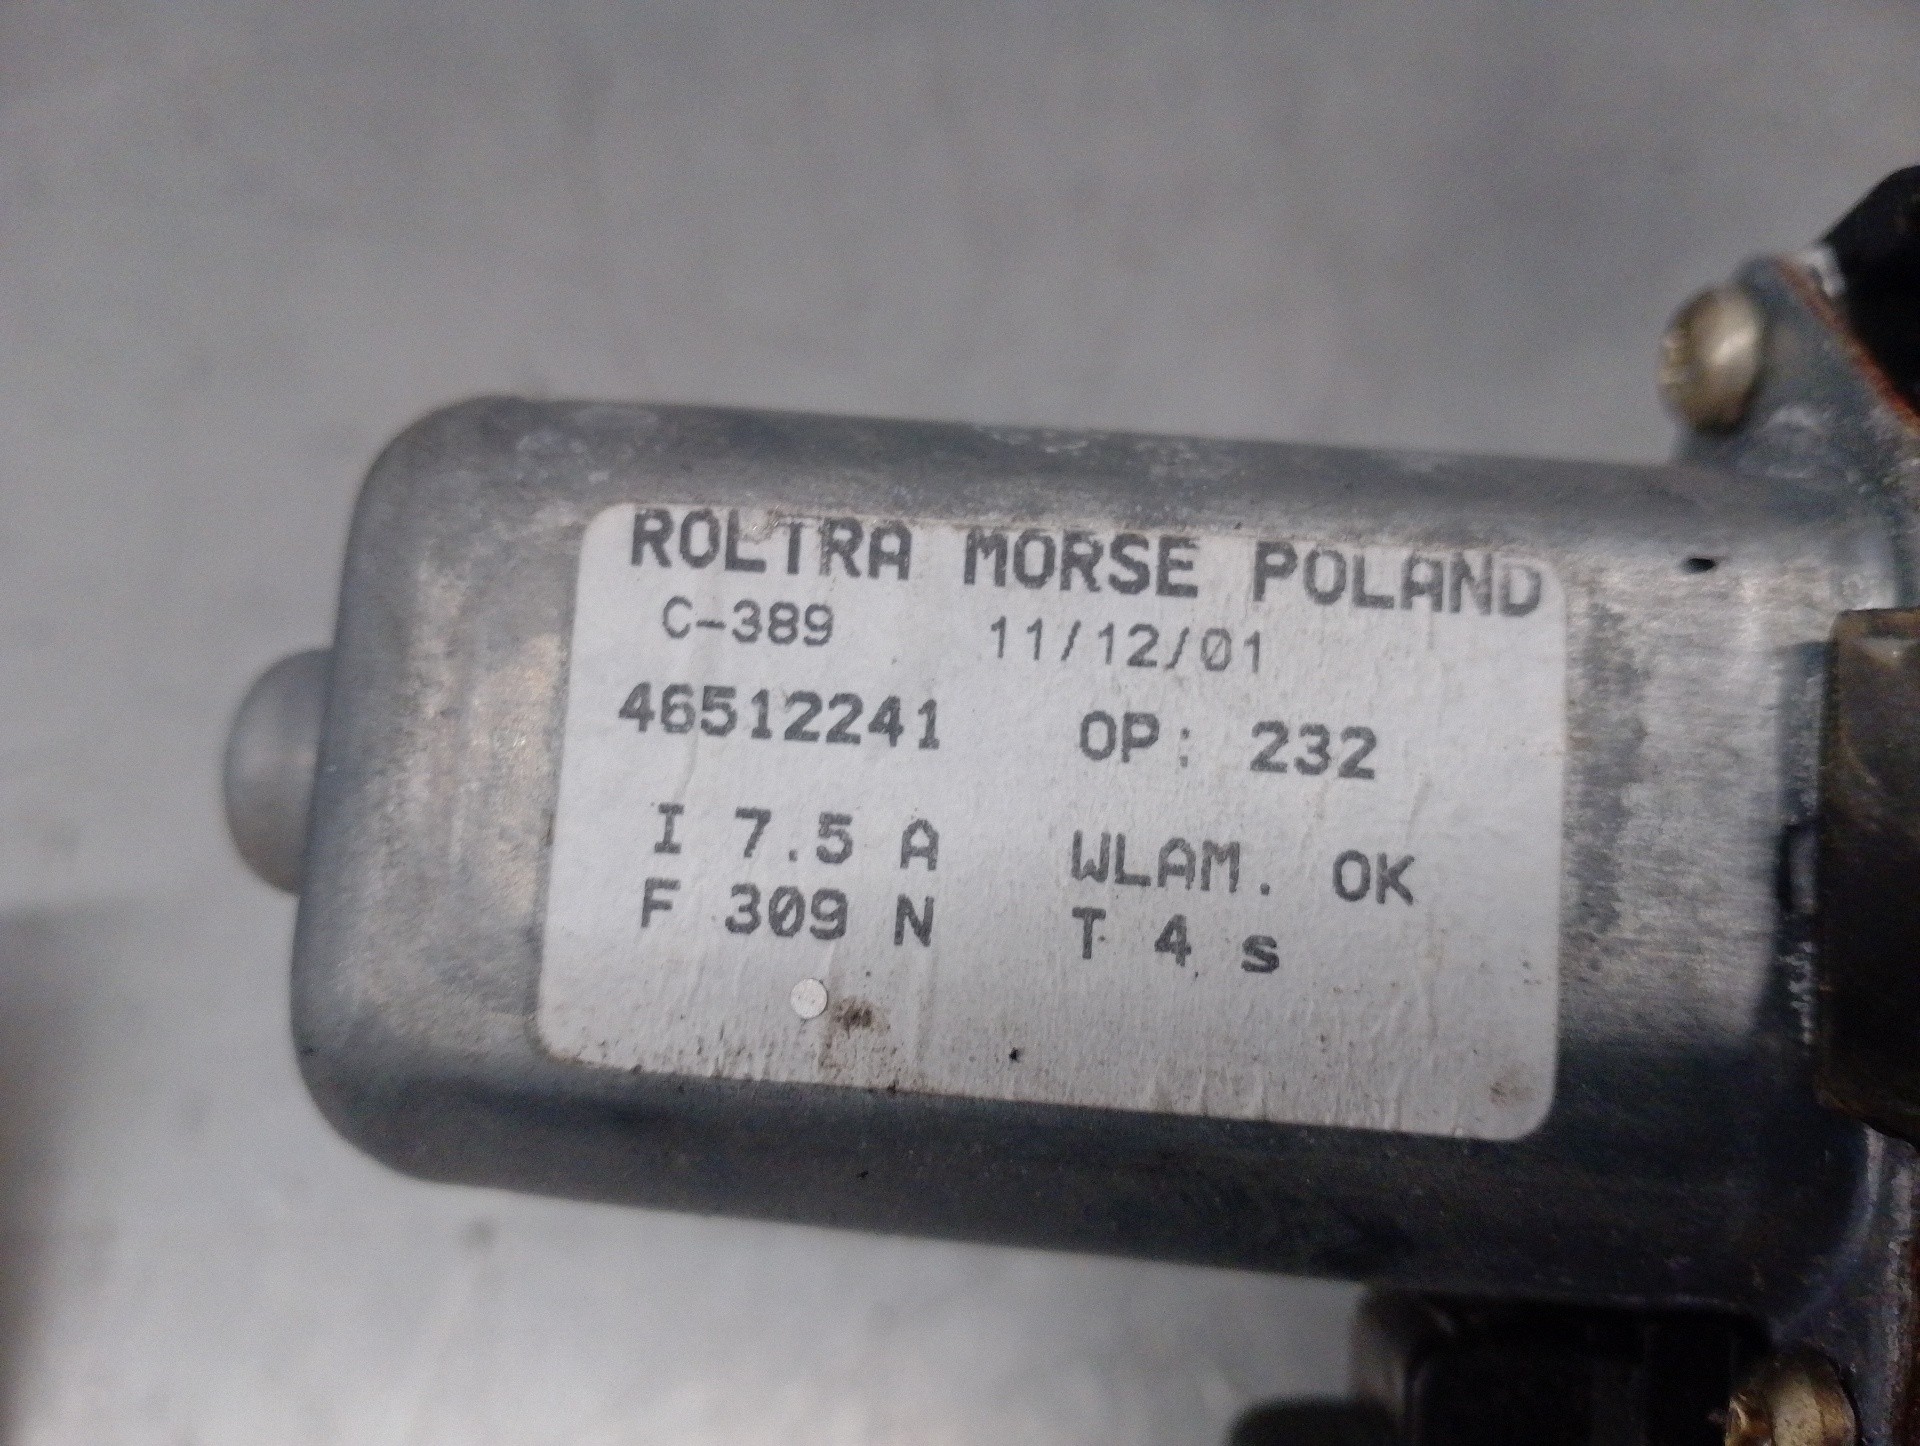 ROLTRA MORSE POLAND
C-389 11/12/01
46512241 OP: 232
I 7.5 A WLAM. OK
F 309 N T 4 s